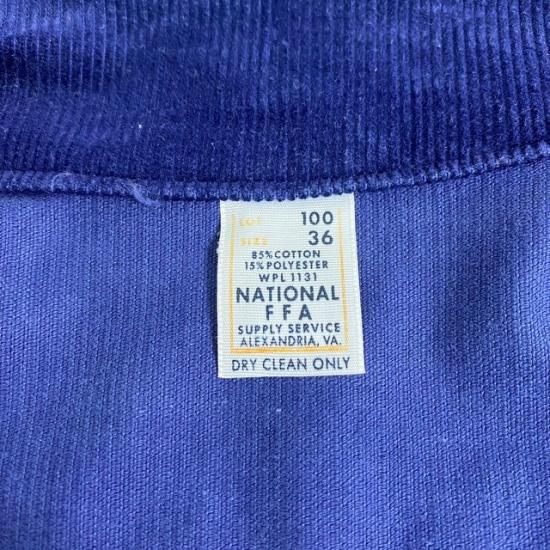 LOT 100
SIZE 36
85% COTTON
15% POLYESTER
WPL 1131
NATIONAL
FFA
SUPPLY SERVICE
ALEXANDRIA, VA.
DRY CLEAN ONLY